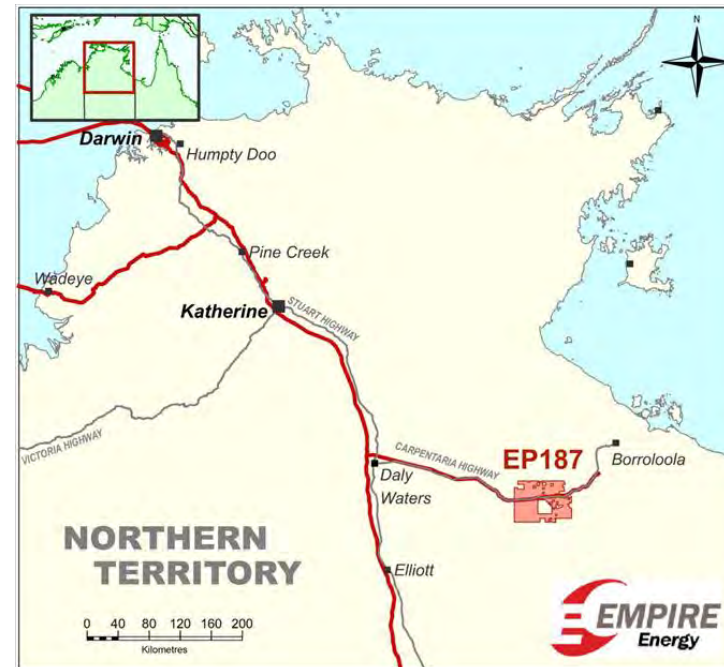 N
Darwin
Humpty Doo
Pine Creek
Wadeye
Katherine
STUART HIGHWAY
VICTORIA HIGHWAY
CARPENTARIA HIGHWAY
EP187
Borroloola
Daly
Waters
NORTHERN
TERRITORY
Elliott
0 40 80 120 160 200
Kilometres
EMPIRE
Energy